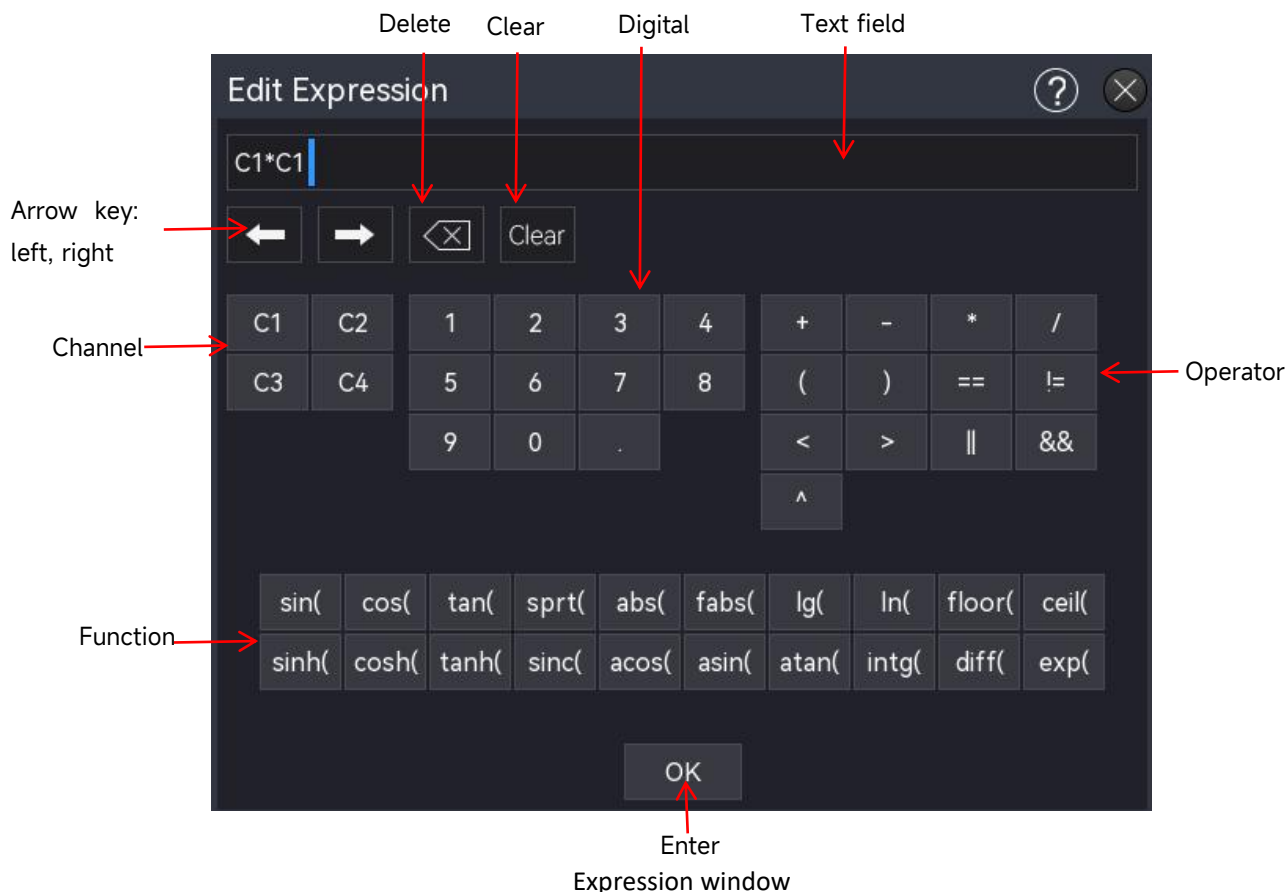 Delete Clear Digital Text field
Edit Expression ?
C1*C1
Arrow key:
left, right
Clear
Channel
C1 C2 1 2 3 4 + - * /
C3 C4 5 6 7 8 ( ) == !=
Operator
9 0 . < > || &&
^
Function
sin( cos( tan( sprt( abs( fabs( lg( ln( floor( ceil(
sinh( cosh( tanh( sinc( acos( asin( atan( intg( diff( exp(
OK
Enter
Expression window